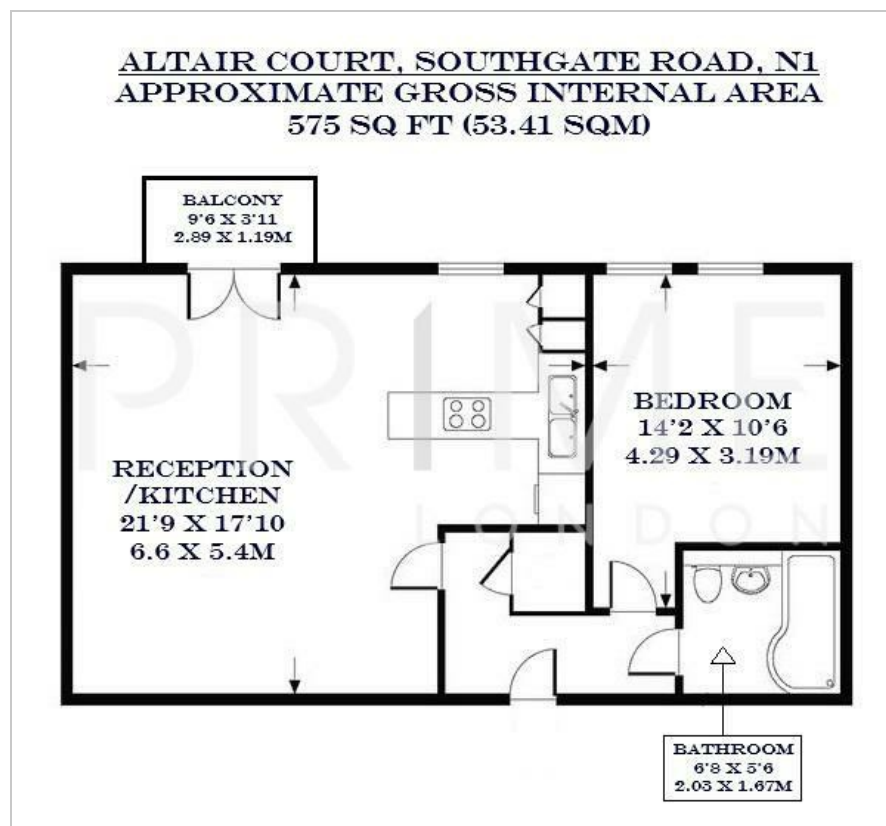 ALTAIR COURT, SOUTHGATE ROAD, N1
APPROXIMATE GROSS INTERNAL AREA
575 SQ FT (53.41 SQM)
BALCONY
9'6 X 3'11
2.89 X 1.19M
PRIME
LONDON
BEDROOM
14'2 X 10'6
4.29 X 3.19M
RECEPTION
/KITCHEN
21'9 X 17'10
6.6 X 5.4M
BATHROOM
6'8 X 5'6
2.03 X 1.67M